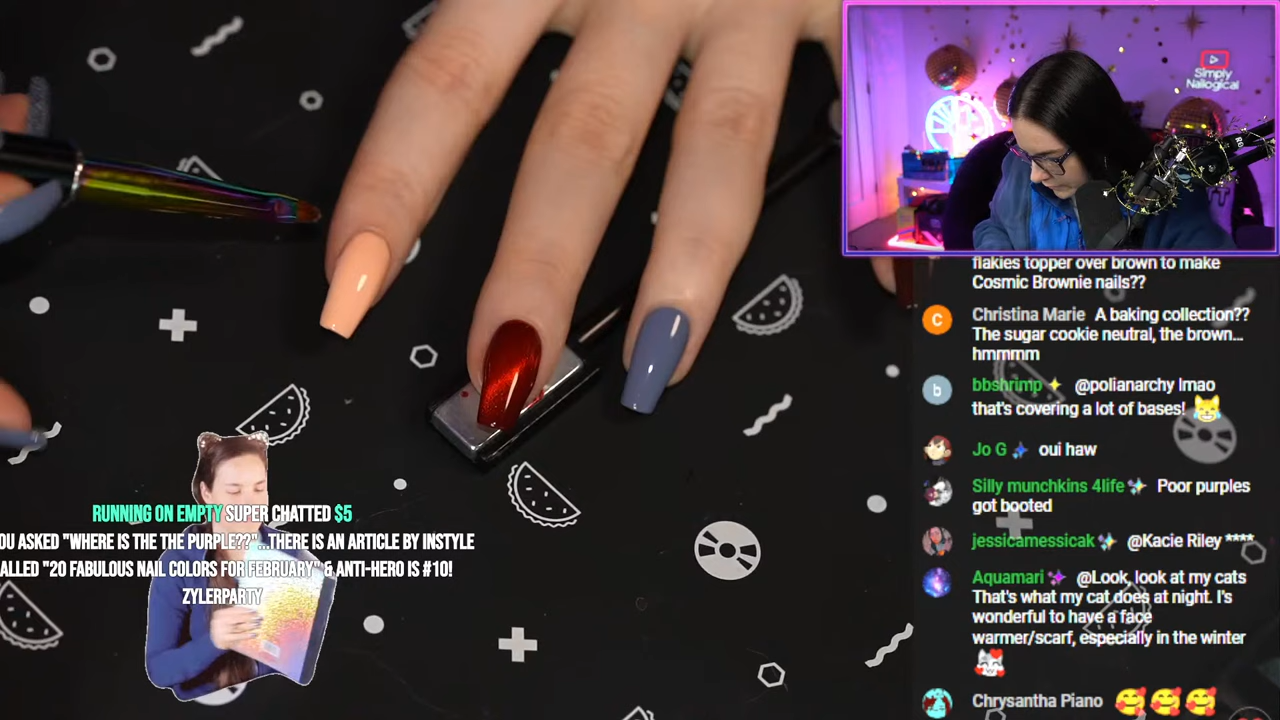 Simply
Nailogical
flakies topper over brown to make
Cosmic Brownie nails??
C
Christina Marie A baking collection??
The sugar cookie neutral, the brown...
hmmmm
b
bbshrimp @polianarchy lmao
that's covering a lot of bases! 😹
Jo G oui haw
Silly munchkins 4life Poor purples
got booted
jessicamessicak @Kacie Riley ****
Aquamari @Look, look at my cats
That's what my cat does at night. I's
wonderful to have a face
warmer/scarf, especially in the winter
😻
Chrysantha Piano 🥰🥰🥰
RUNNING ON EMPTY SUPER CHATTED $5
OU ASKED "WHERE IS THE THE PURPLE??"...THERE IS AN ARTICLE BY INSTYLE
ALLED "20 FABULOUS NAIL COLORS FOR FEBRUARY" & ANTI-HERO IS #10!
ZYLERPARTY